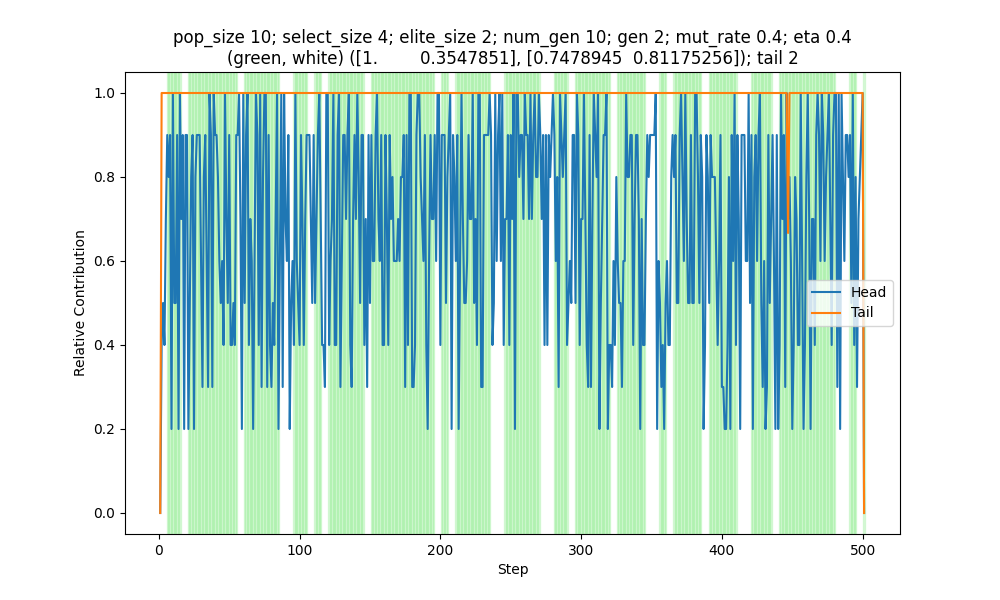 pop_size 10; select_size 4; elite_size 2; num_gen 10; gen 2; mut_rate 0.4; eta 0.4
(green, white) ([1.         0.3547851], [0.7478945  0.81175256]); tail 2
1.0
0.8
0.6
0.4
0.2
0.0
Relative Contribution
Head
Tail
0
100
200
300
400
500
Step